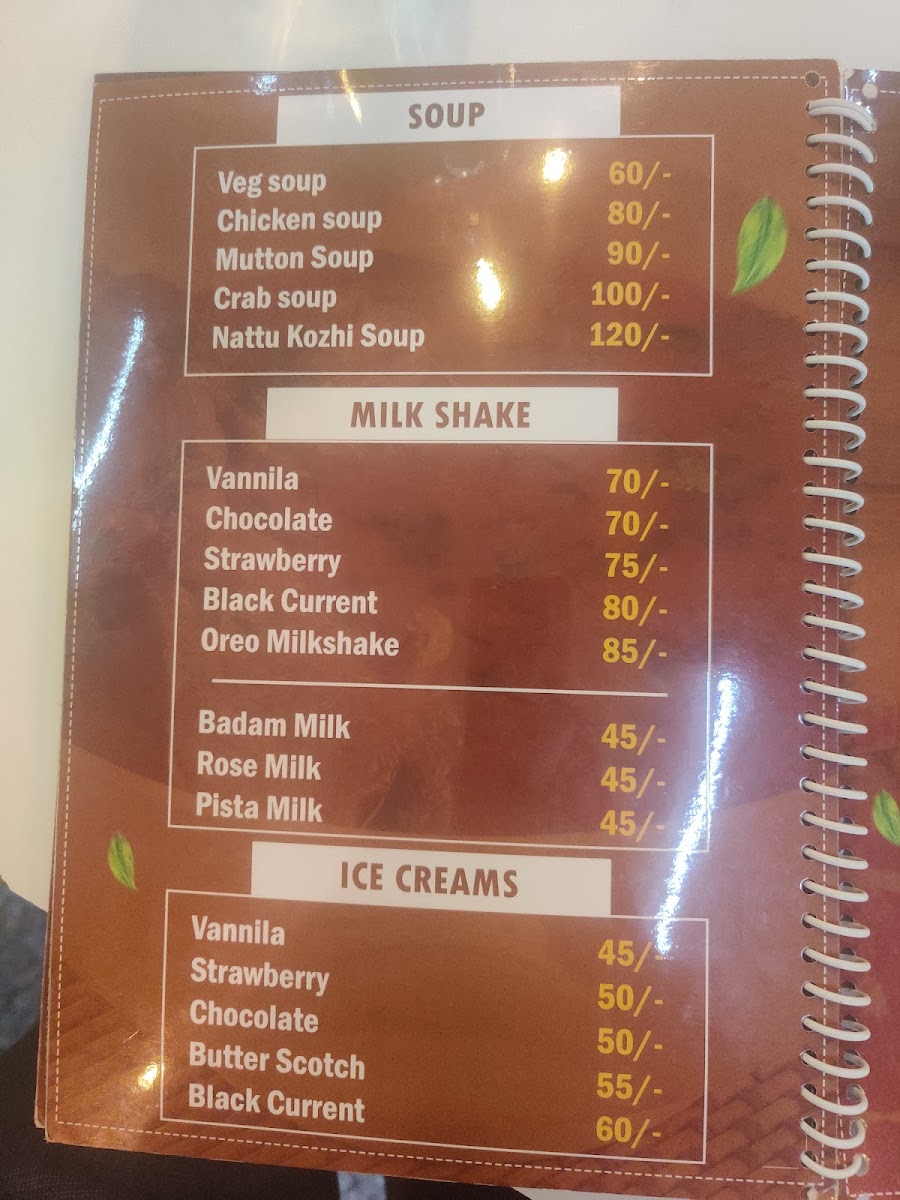 SOUP
Veg soup 60/-
Chicken soup 80/-
Mutton Soup 90/-
Crab soup 100/-
Nattu Kozhi Soup 120/-
MILK SHAKE
Vannila 70/-
Chocolate 70/-
Strawberry 75/-
Black Current 80/-
Oreo Milkshake 85/-
Badam Milk 45/-
Rose Milk 45/-
Pista Milk 45/-
ICE CREAMS
Vannila 45/-
Strawberry 50/-
Chocolate 50/-
Butter Scotch 55/-
Black Current 60/-